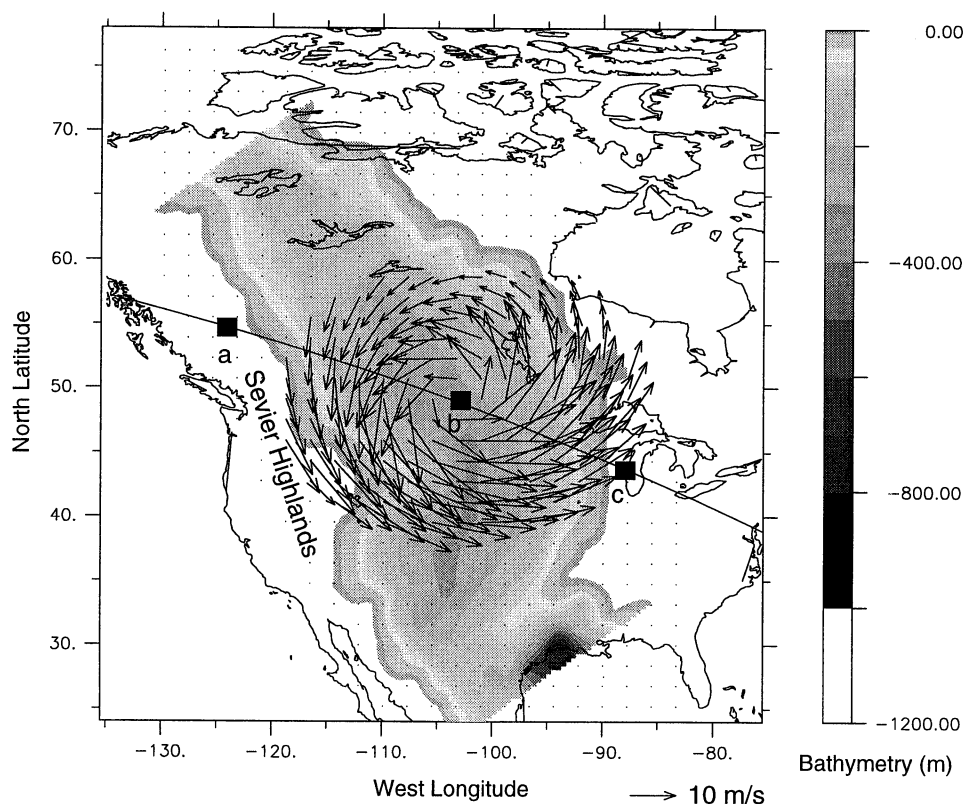 0.00
70.
60.
-400.00
North Latitude
a
50.
Sevier Highlands
b
c
-800.00
40.
30.
-1200.00
-130.
-120.
-110.
-100.
-90.
-80.
Bathymetry (m)
West Longitude
10 m/s